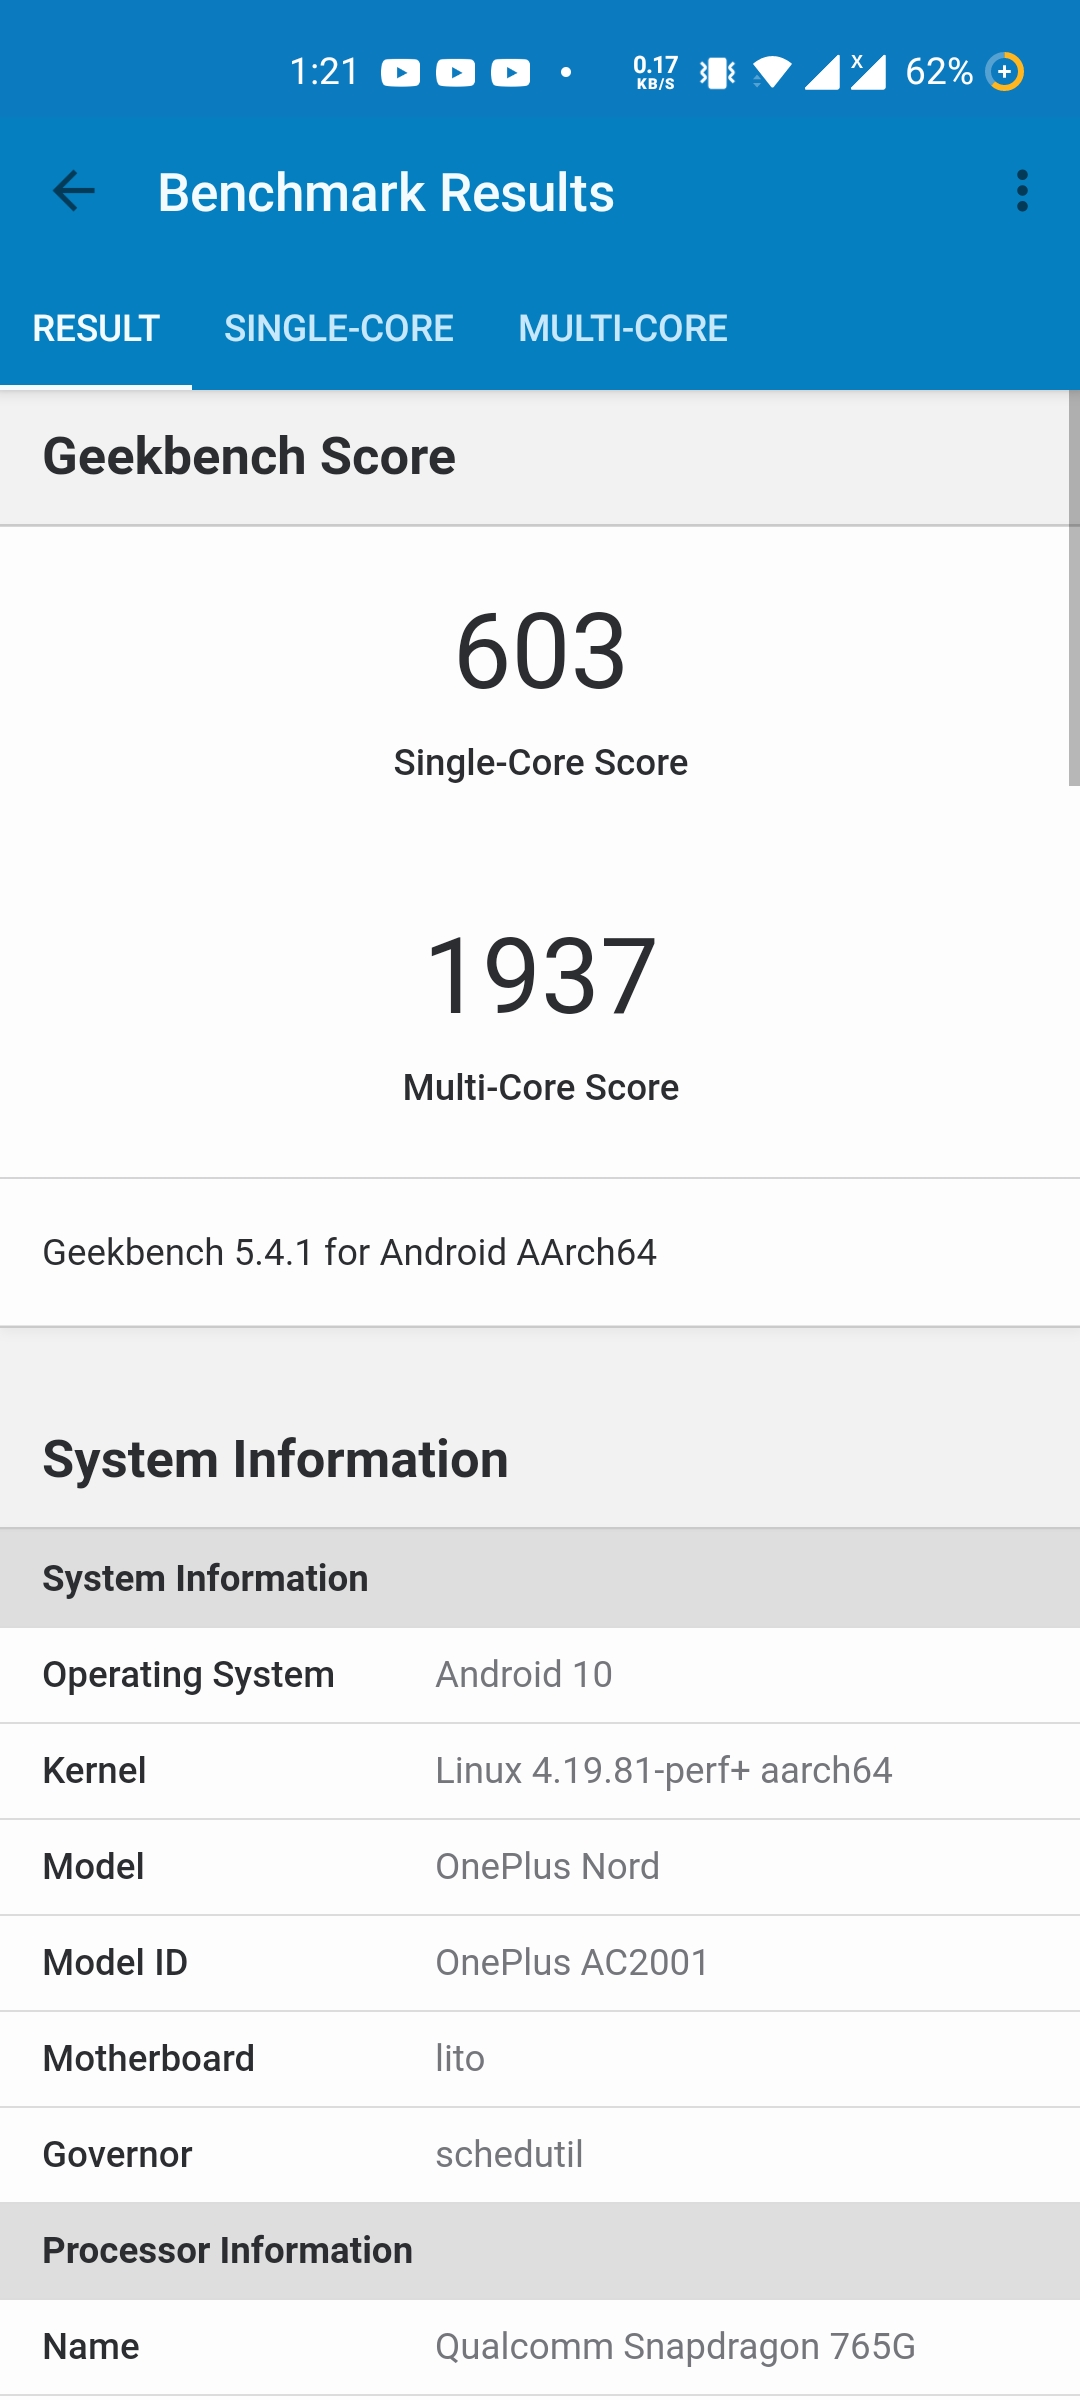 1:21 0.17 KB/S x 62%
Benchmark Results
RESULT SINGLE-CORE MULTI-CORE
Geekbench Score
603
Single-Core Score
1937
Multi-Core Score
Geekbench 5.4.1 for Android AArch64
System Information
System Information
Operating System Android 10
Kernel Linux 4.19.81-perf+ aarch64
Model OnePlus Nord
Model ID OnePlus AC2001
Motherboard lito
Governor schedutil
Processor Information
Name Qualcomm Snapdragon 765G